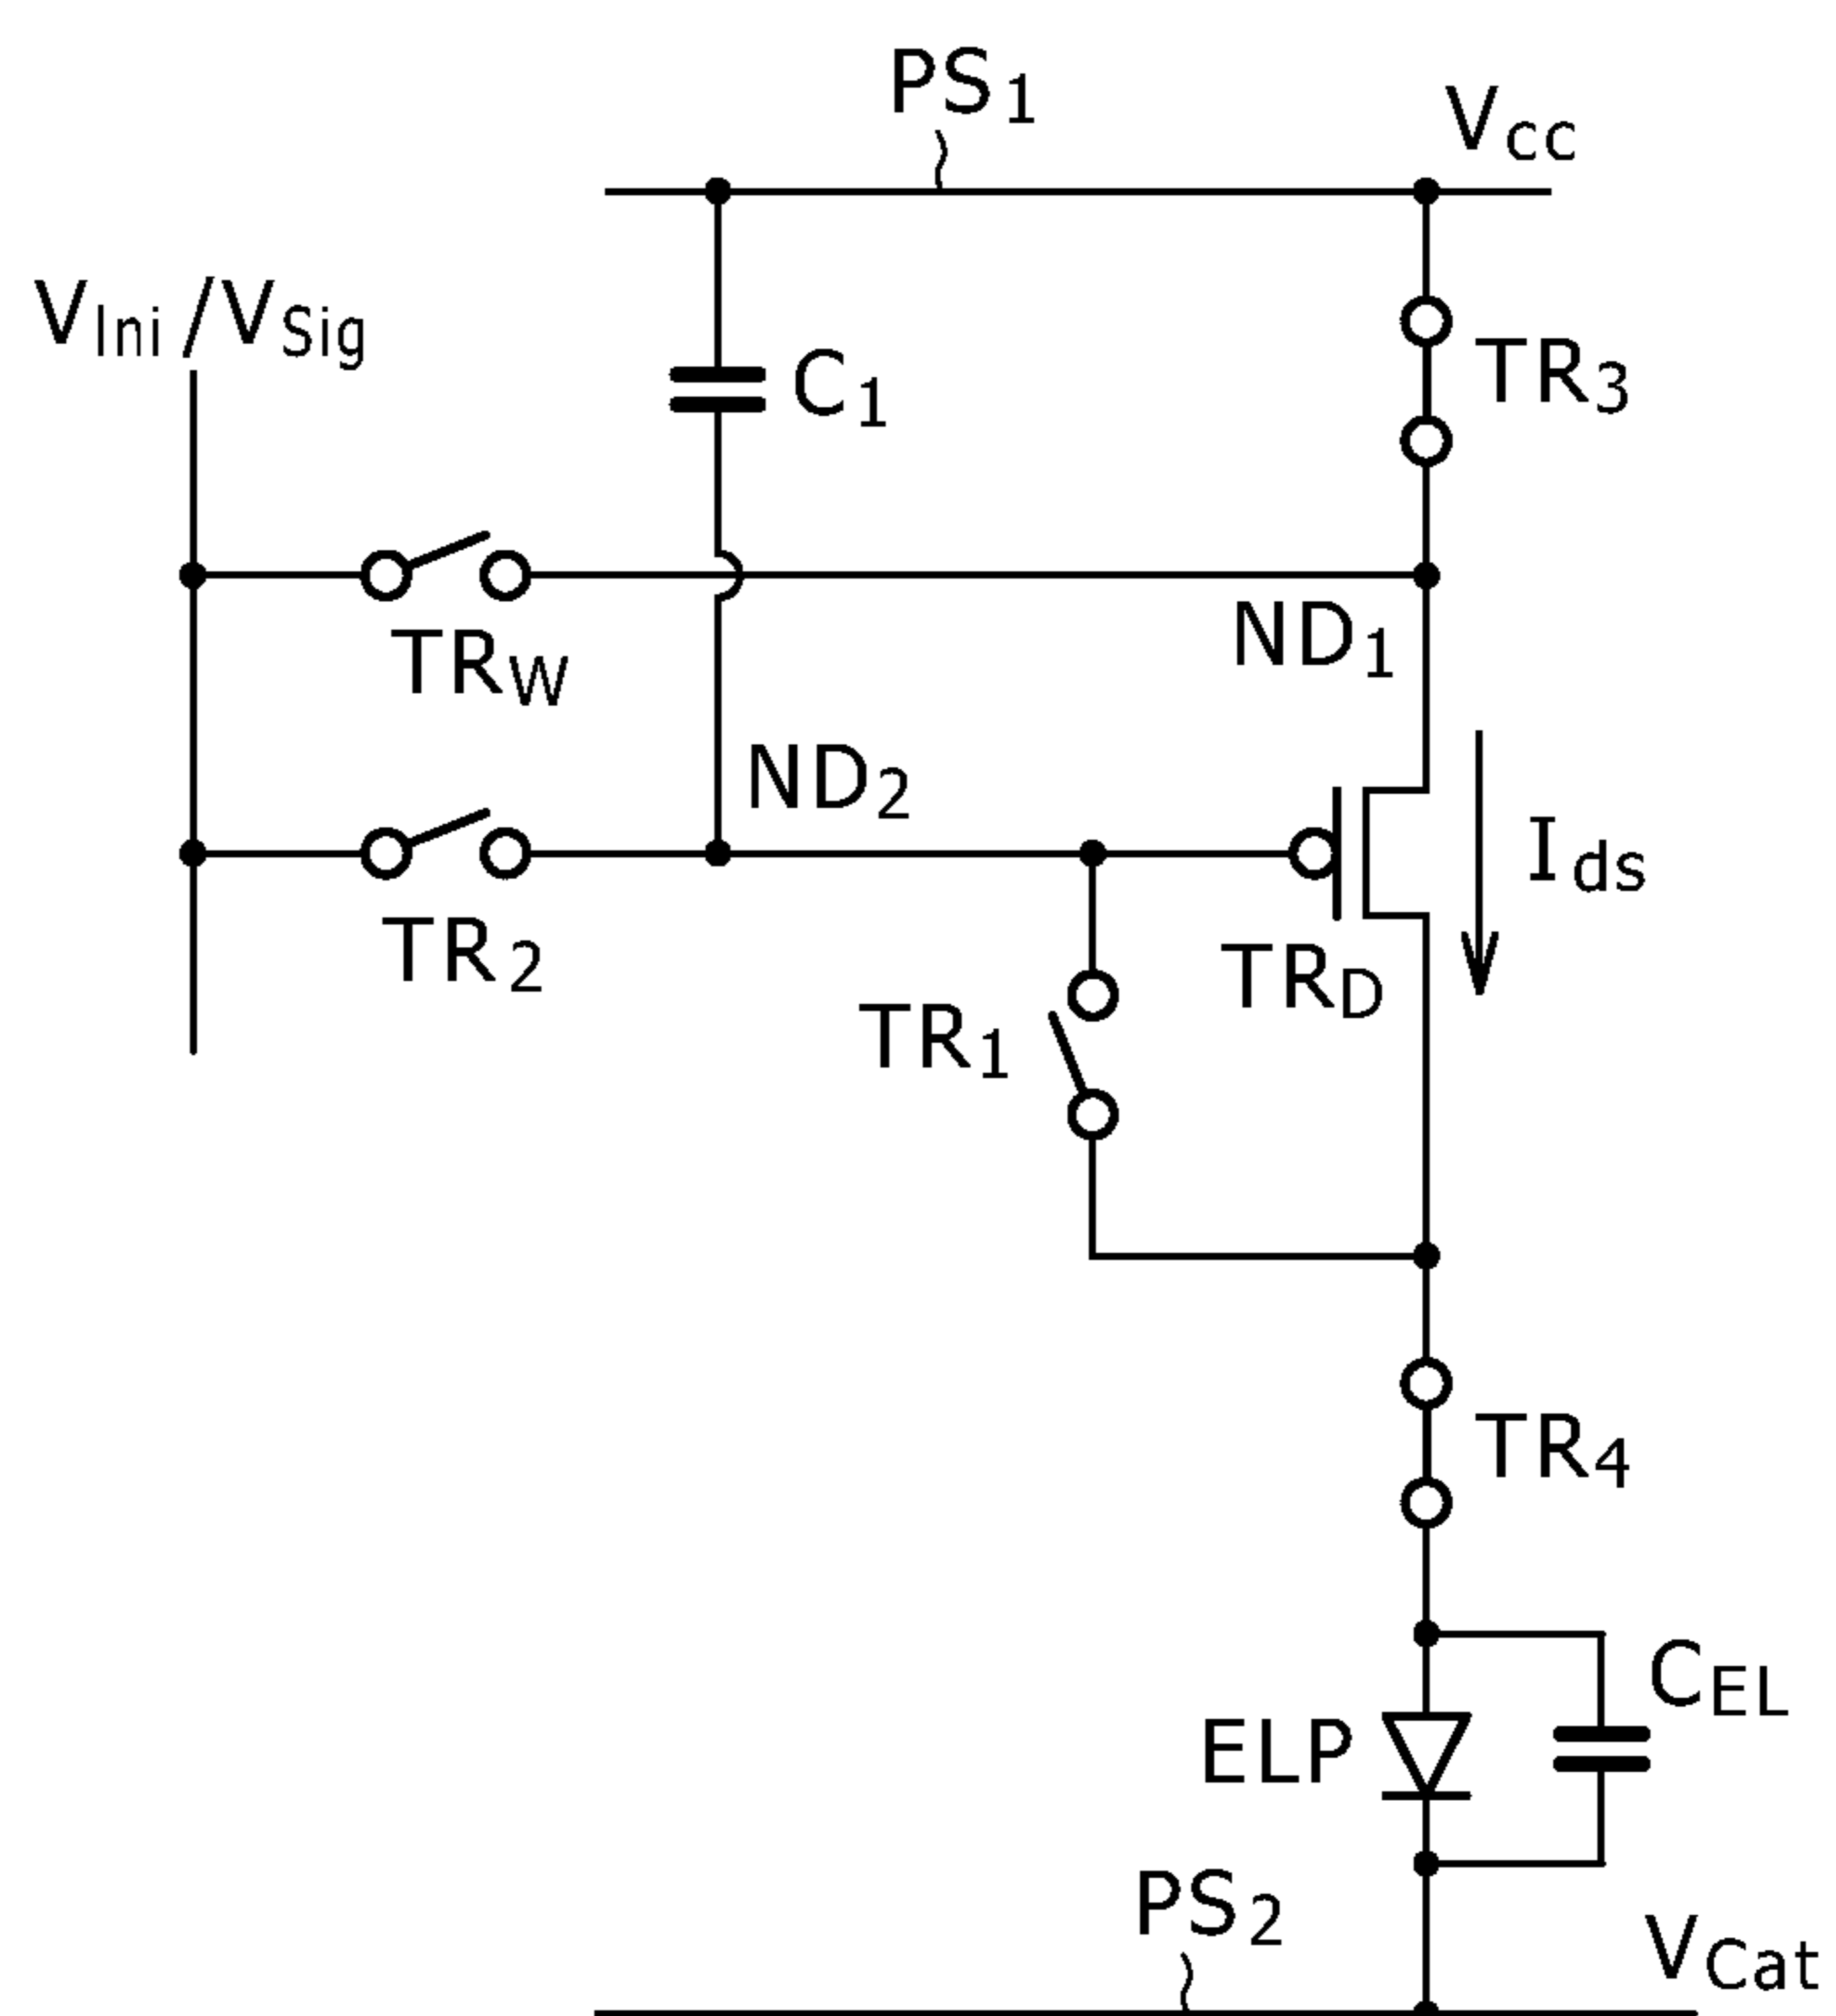 PS1
Vcc
VIni/VSig
C1
TR3
TRW
ND1
ND2
Ids
TR2
TRD
TR1
TR4
CEL
ELP
PS2
VCat